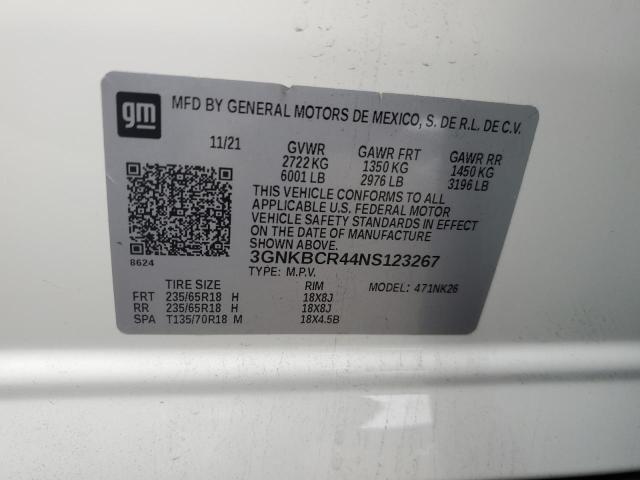 gm
MFD BY GENERAL MOTORS DE MEXICO, S. DE R.L. DE C.V.
11/21 GVWR GAWR FRT GAWR RR
2722 KG 1350 KG 1450 KG
6001 LB 2976 LB 3196 LB
THIS VEHICLE CONFORMS TO ALL
APPLICABLE U.S. FEDERAL MOTOR
VEHICLE SAFETY STANDARDS IN EFFECT
ON THE DATE OF MANUFACTURE
SHOWN ABOVE.
8624
3GNKBCR44NS123267
TYPE: M.P.V. MODEL: 471NK26
TIRE SIZE RIM
FRT 235/65R18 H 18X8J
RR 235/65R18 H 18X8J
SPA T135/70R18 M 18X4.5B